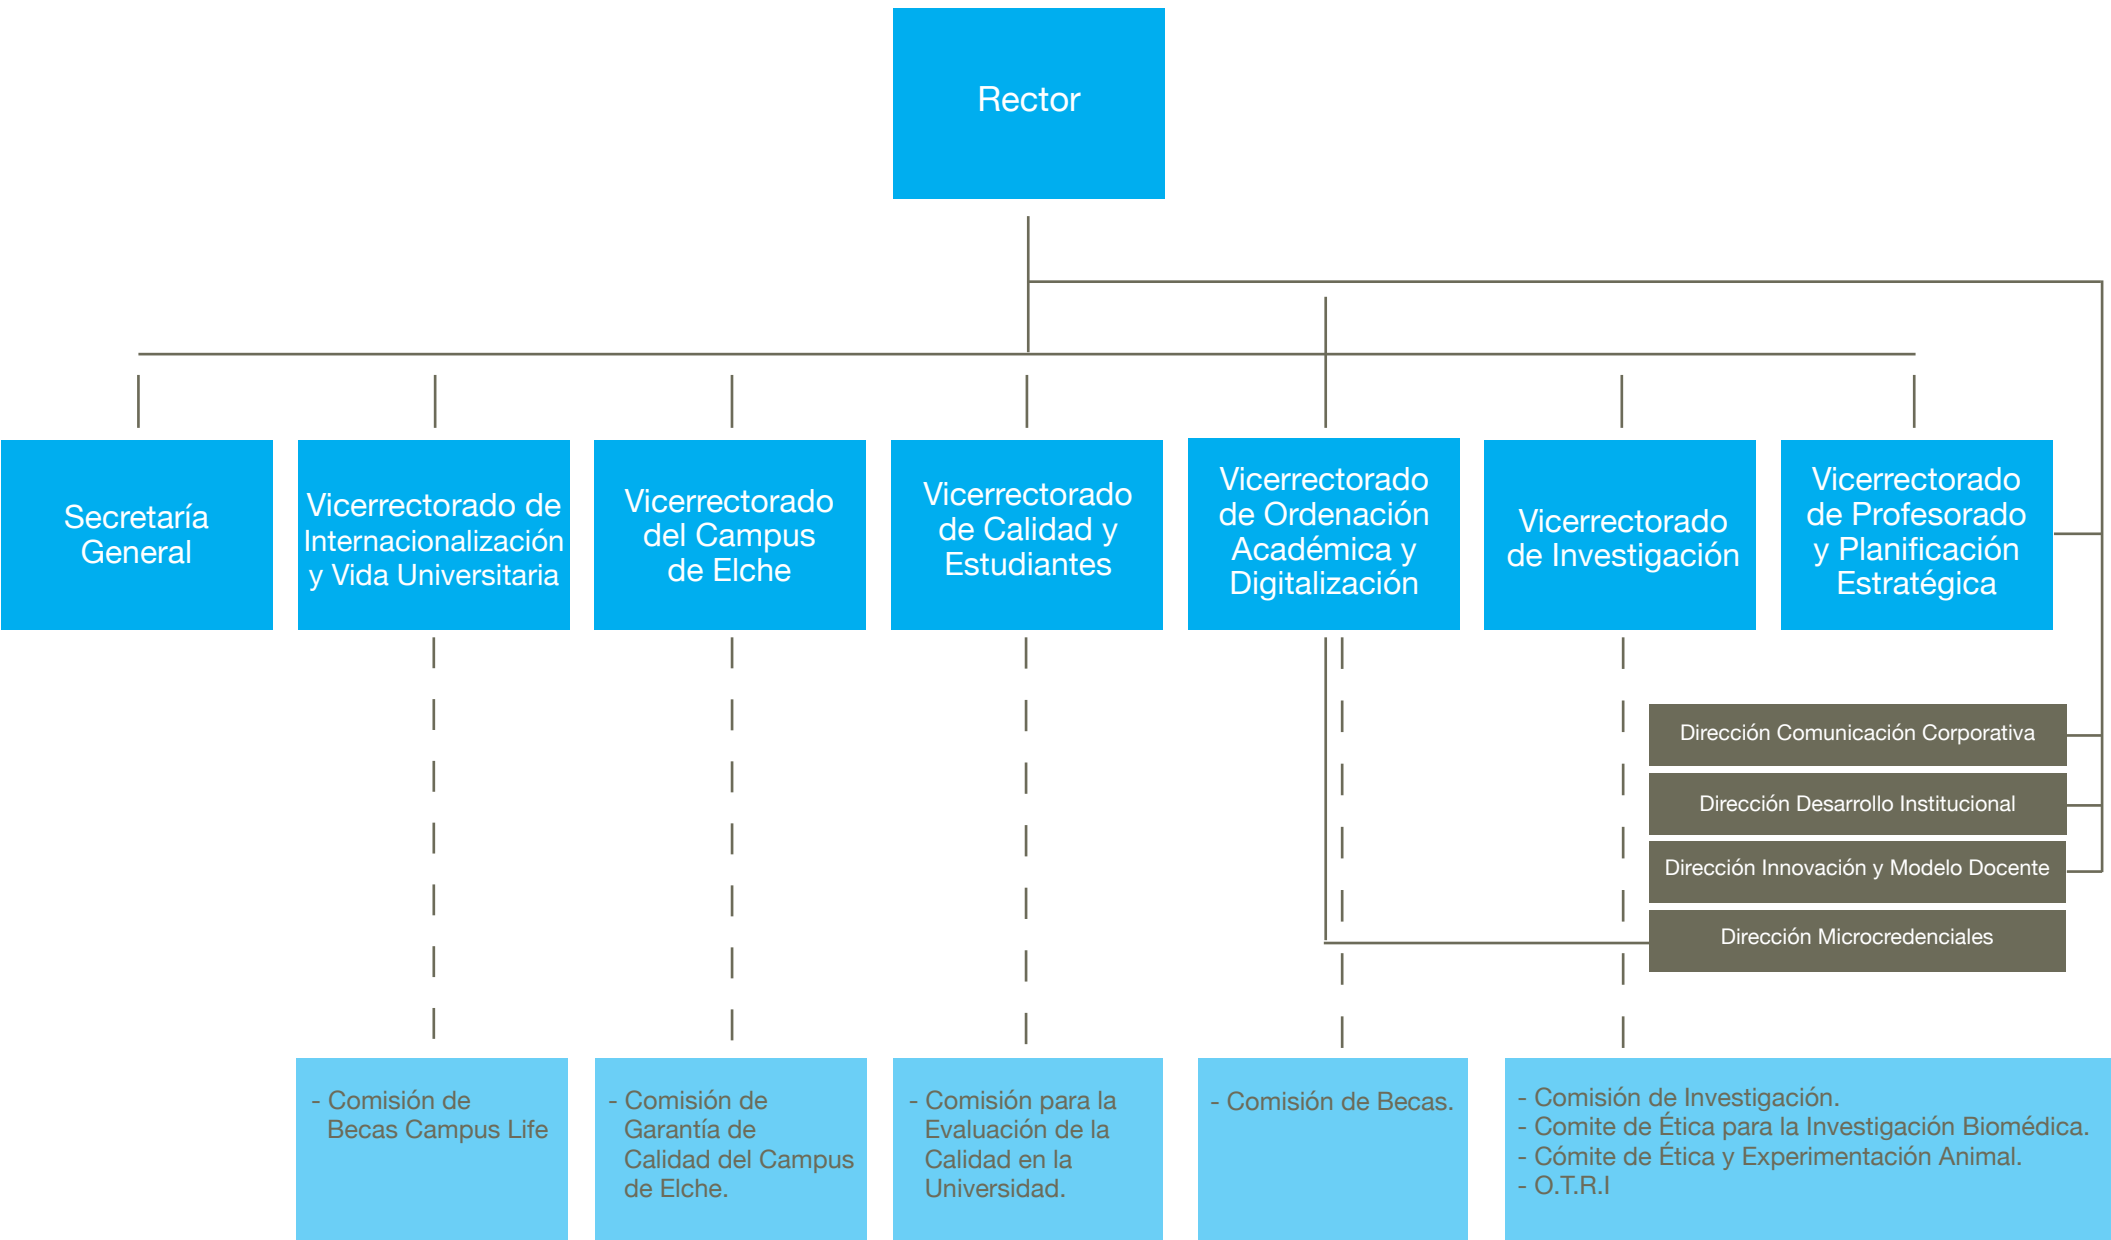 Rector
Secretaría
General
Vicerrectorado de
Internacionalización
y Vida Universitaria
Vicerrectorado
del Campus
de Elche
Vicerrectorado
de Calidad y
Estudiantes
Vicerrectorado
de Ordenación
Académica y
Digitalización
Vicerrectorado
de Investigación
Vicerrectorado
de Profesorado
y Planificación
Estratégica
Dirección Comunicación Corporativa
Dirección Desarrollo Institucional
Dirección Innovación y Modelo Docente
Dirección Microcredenciales
- Comisión de
Becas Campus Life
- Comisión de
Garantía de
Calidad del Campus
de Elche.
- Comisión para la
Evaluación de la
Calidad en la
Universidad.
- Comisión de Becas.
- Comisión de Investigación.
- Comite de Ética para la Investigación Biomédica.
- Cómite de Ética y Experimentación Animal.
- O.T.R.I